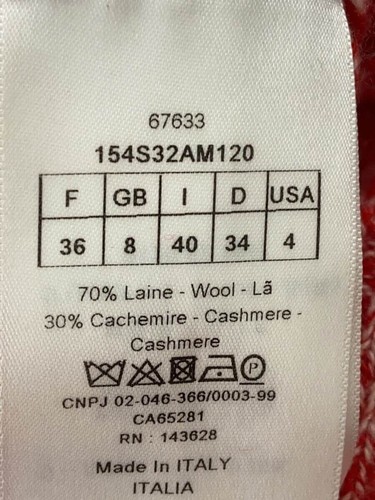 67633
154S32AM120
F GB I D USA
36 8 40 34 4
70% Laine - Wool - Lã
30% Cachemire - Cashmere -
Cashmere
P
CNPJ 02-046-366/0003-99
CA65281
RN : 143628
Made In ITALY
ITALIA